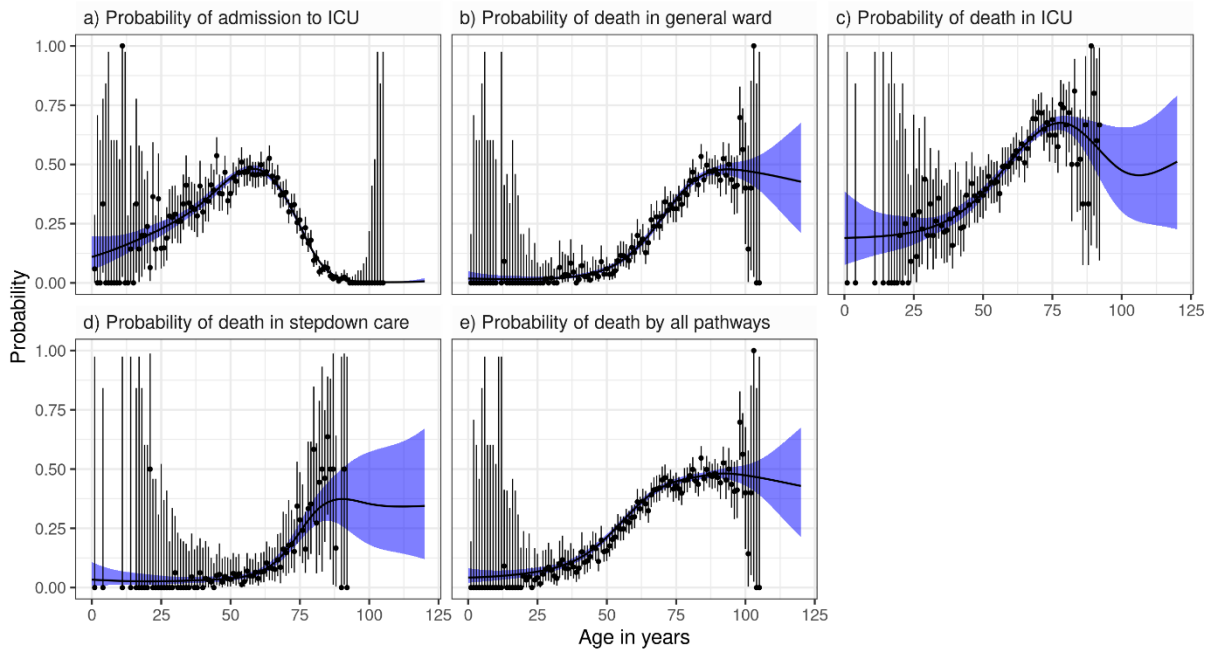 a) Probability of admission to ICU
b) Probability of death in general ward
c) Probability of death in ICU
1.00
0.75
0.50
0.25
0.00
0 25 50 75 100 125
d) Probability of death in stepdown care
e) Probability of death by all pathways
1.00
0.75
0.50
0.25
0.00
0 25 50 75 100 125
0 25 50 75 100 125
Probability
Age in years